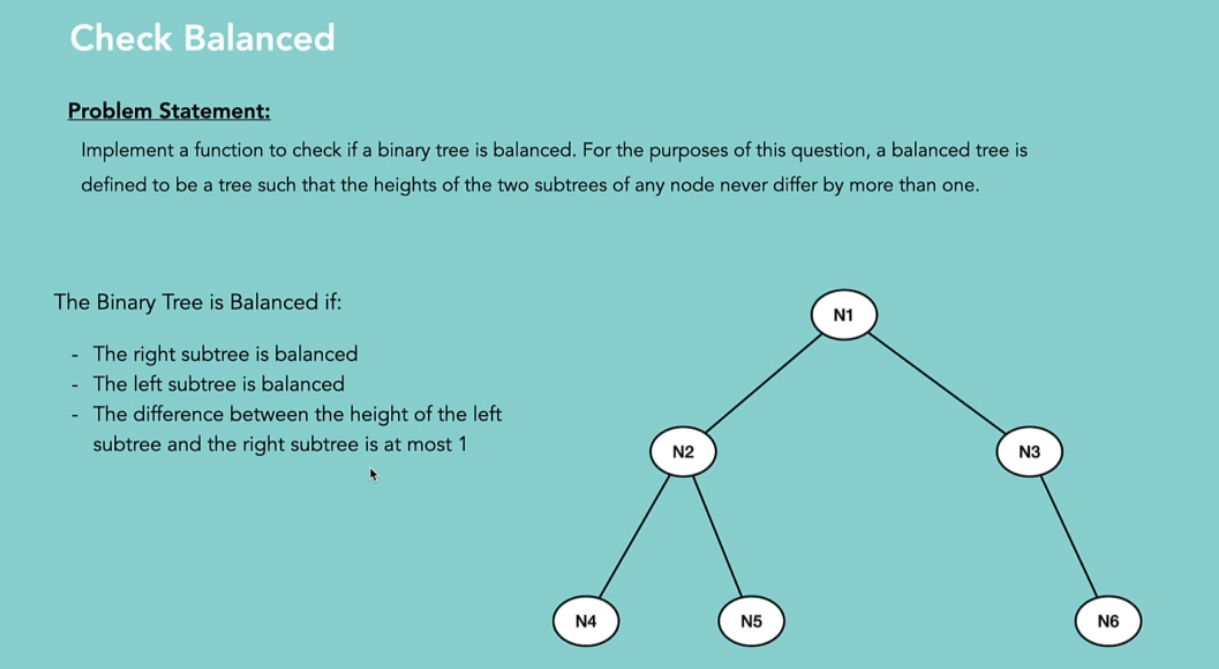 Check Balanced
Problem Statement:
Implement a function to check if a binary tree is balanced. For the purposes of this question, a balanced tree is
defined to be a tree such that the heights of the two subtrees of any node never differ by more than one.
The Binary Tree is Balanced if:
- The right subtree is balanced
- The left subtree is balanced
- The difference between the height of the left
subtree and the right subtree is at most 1
N1
N2
N3
N4
N5
N6